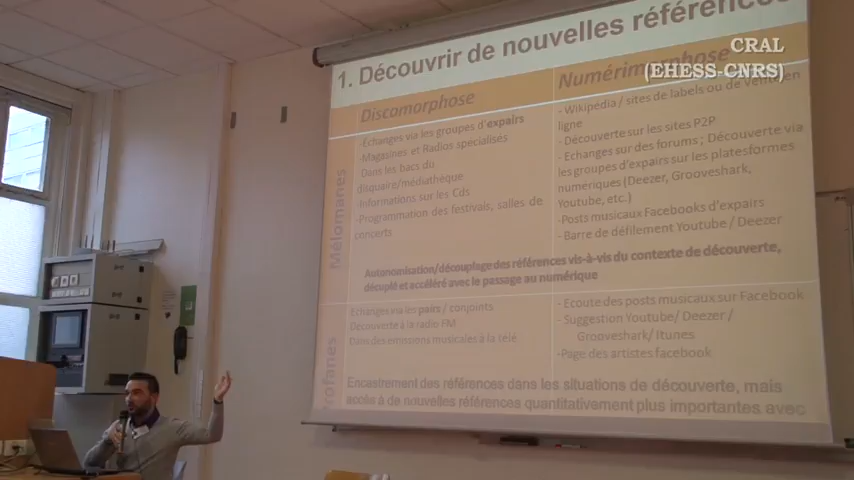 CRAL
(EHESS-CNRS)
1. Découvrir de nouvelles référence
Discomorphose
Numérimorphose
Mélomanes
-Echanges via les groupes d'expairs
-Magazines et Radios spécialisés
-Dans les bacs du
disquaire/médiathèque
-Informations sur les Cds
-Programmation des festivals, salles de
concerts
- Wikipédia / sites de labels ou de vente en
ligne
- Découverte sur les sites P2P
- Echanges sur des forums ; Découverte via
les groupes d'expairs sur les plateformes
numériques (Deezer, Grooveshark,
Youtube, etc.)
-Posts musicaux Facebooks d'expairs
- Barre de défilement Youtube / Deezer
Autonomisation/découplage des références vis-à-vis du contexte de découverte,
décuplé et accéléré avec le passage au numérique
rofanes
Echanges via les pairs / conjoints
Découverte à la radio FM
Dans des émissions musicales à la télé
- Ecoute des posts musicaux sur Facebook
- Suggestion Youtube/ Deezer /
Grooveshark/ Itunes
-Page des artistes facebook
Encastrement des références dans les situations de découverte, mais
accès à de nouvelles références quantitativement plus importantes avec